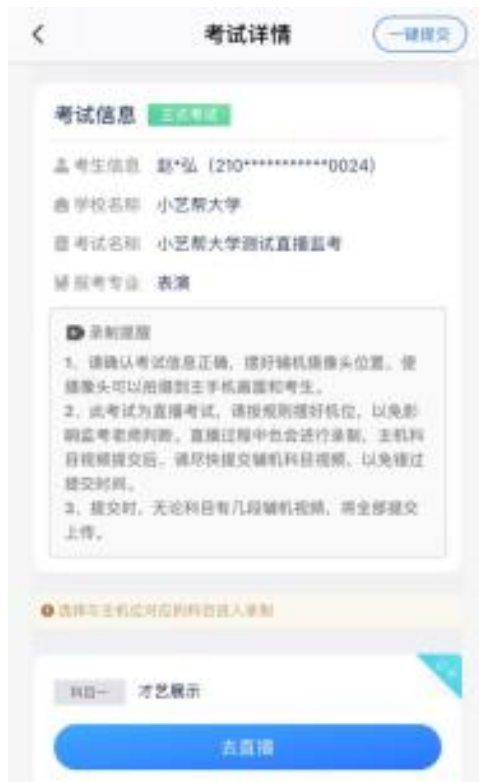 考试详情
一键提交
考试信息 正式考试
考生信息 赵*弘（210***********0024）
学校名称 小艺帮大学
考试名称 小艺帮大学测试直播监考
报考专业 表演
录制提醒
1、请确认考试信息正确，摆好辅机摄像头位置，使
摄像头可以拍摄到主手机画面和考生。
2、此考试为直播考试，请按规则摆好机位，以免影
响监考老师判断，直播过程中也会进行录制，主机科
目视频提交后，请尽快提交辅机科目视频，以免错过
提交时间。
3、提交时，无论科目有几段辅机视频，将全部提交
上传。
选择与主机位对应的科目进入录制
科目一 才艺展示
去直播